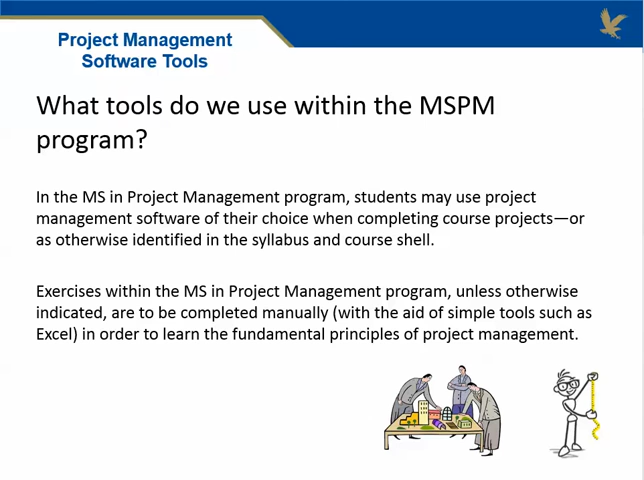 Project Management
Software Tools
What tools do we use within the MSPM
program?
In the MS in Project Management program, students may use project
management software of their choice when completing course projects—or
as otherwise identified in the syllabus and course shell.
Exercises within the MS in Project Management program, unless otherwise
indicated, are to be completed manually (with the aid of simple tools such as
Excel) in order to learn the fundamental principles of project management.